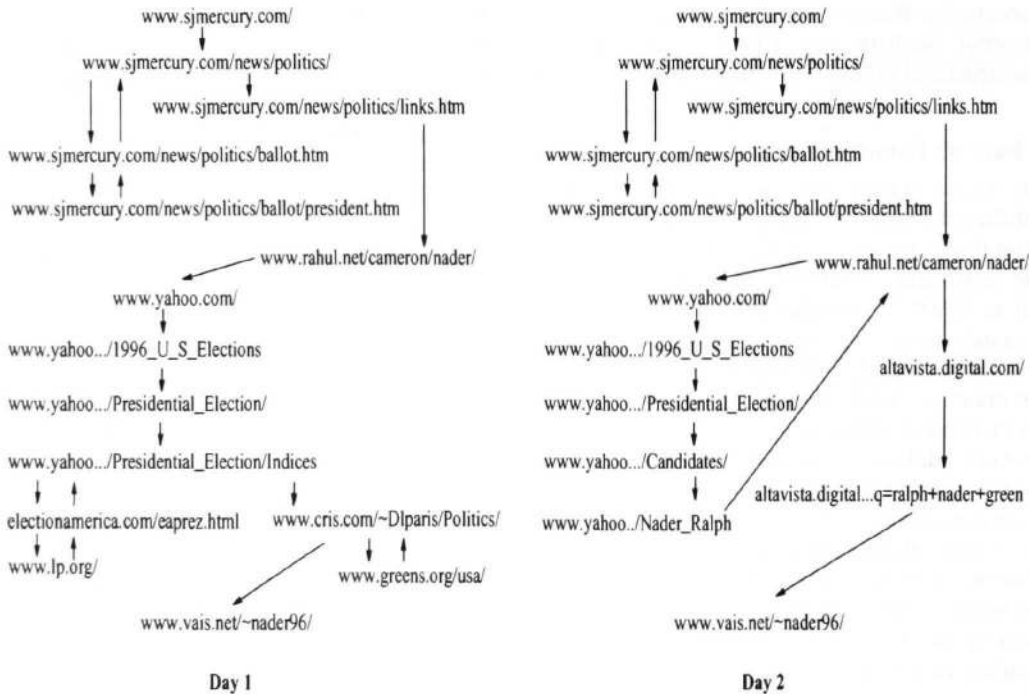 www.sjmercury.com/
www.sjmercury.com/news/politics/
www.sjmercury.com/news/politics/links.htm
www.sjmercury.com/news/politics/ballot.htm
www.sjmercury.com/news/politics/ballot/president.htm
www.rahul.net/cameron/nader/
www.yahoo.com/
www.yahoo.../1996_U_S_Elections
www.yahoo.../Presidential_Election/
www.yahoo.../Presidential_Election/Indices
electionamerica.com/eaprez.html
www.cris.com/~Dlparis/Politics/
www.lp.org/
www.greens.org/usa/
www.vais.net/~nader96/
Day 1
www.sjmercury.com/
www.sjmercury.com/news/politics/
www.sjmercury.com/news/politics/links.htm
www.sjmercury.com/news/politics/ballot.htm
www.sjmercury.com/news/politics/ballot/president.htm
www.rahul.net/cameron/nader/
www.yahoo.com/
www.yahoo.../1996_U_S_Elections
altavista.digital.com/
www.yahoo.../Presidential_Election/
www.yahoo.../Candidates/
altavista.digital...q=ralph+nader+green
www.yahoo../Nader_Ralph
www.vais.net/~nader96/
Day 2